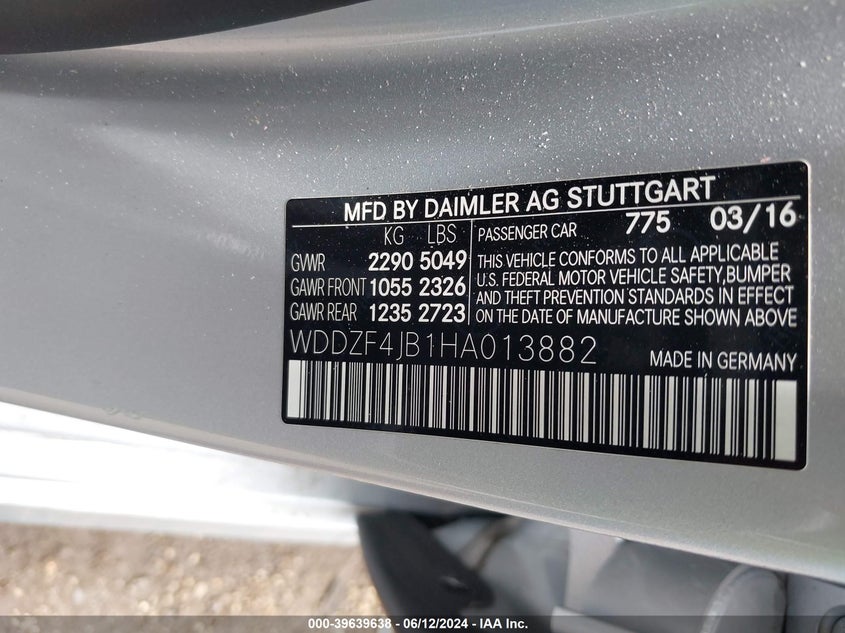 MFD BY DAIMLER AG STUTTGART
KG LBS
GVWR 2290 5049
GAWR FRONT 1055 2326
GAWR REAR 1235 2723
PASSENGER CAR 775 03/16
THIS VEHICLE CONFORMS TO ALL APPLICABLE
U.S. FEDERAL MOTOR VEHICLE SAFETY, BUMPER
AND THEFT PREVENTION STANDARDS IN EFFECT
ON THE DATE OF MANUFACTURE SHOWN ABOVE
WDDZF4JB1HA013882
MADE IN GERMANY
000-39639638 - 06/12/2024 - IAA Inc.